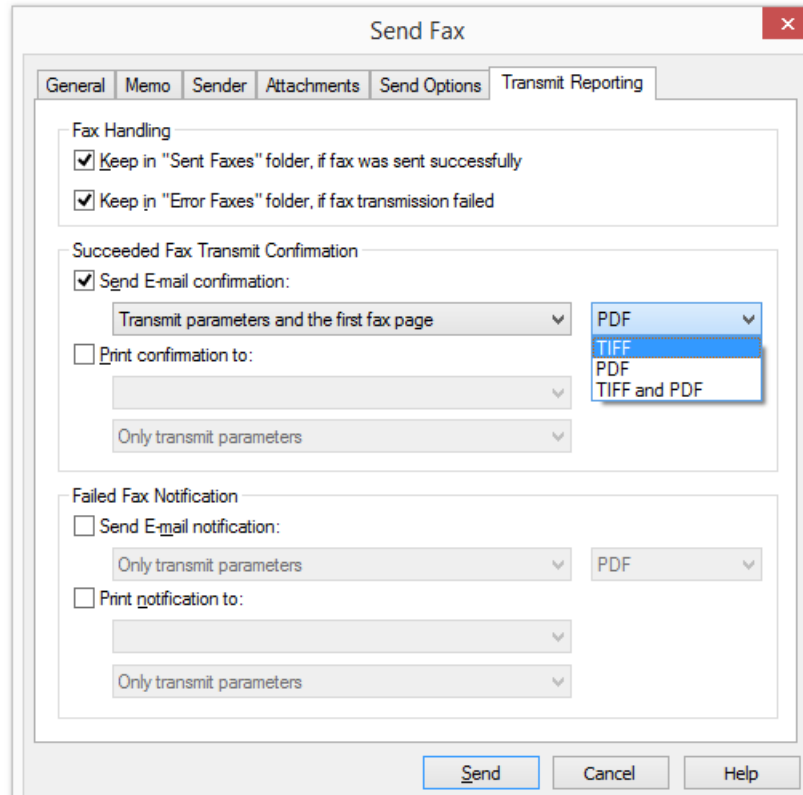 Send Fax
General Memo Sender Attachments Send Options Transmit Reporting
Fax Handling
Keep in "Sent Faxes" folder, if fax was sent successfully
Keep in "Error Faxes" folder, if fax transmission failed
Succeeded Fax Transmit Confirmation
Send E-mail confirmation:
Transmit parameters and the first fax page PDF
TIFF
PDF
TIFF and PDF
Print confirmation to:
Only transmit parameters
Failed Fax Notification
Send E-mail notification:
Only transmit parameters PDF
Print notification to:
Only transmit parameters
Send Cancel Help